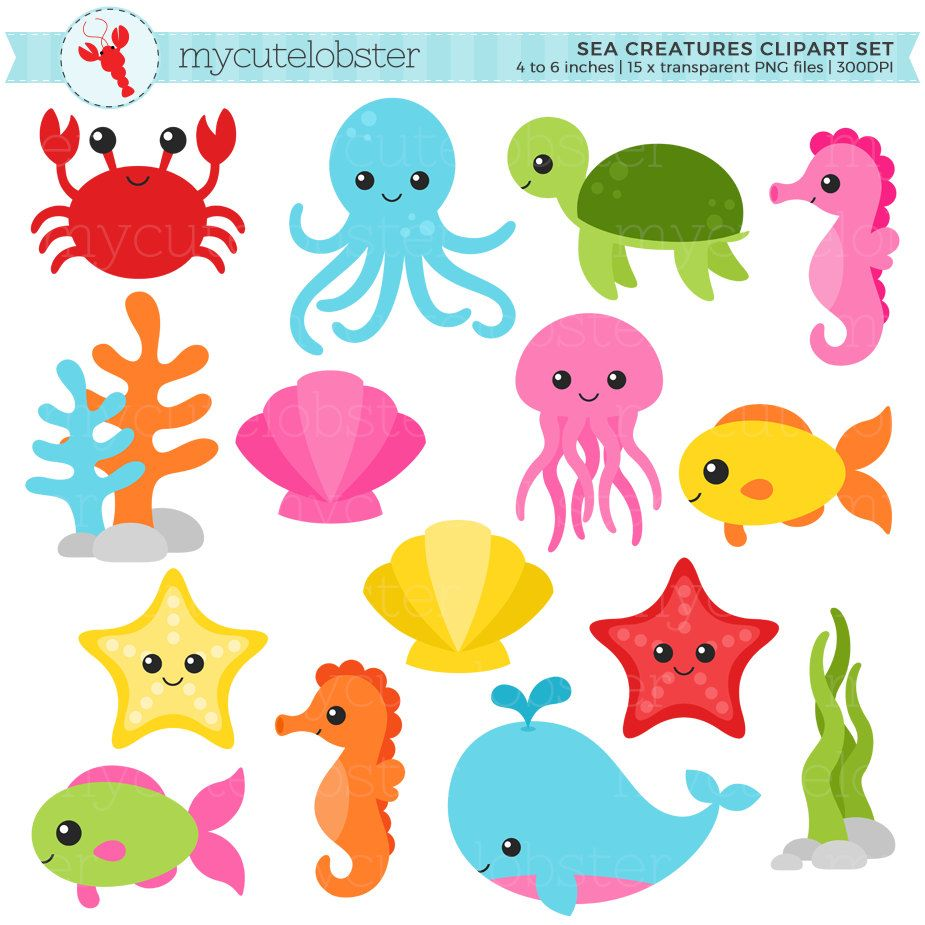 mycutelobster
SEA CREATURES CLIPART SET
4 to 6 inches | 15 x transparent PNG files | 300DPI